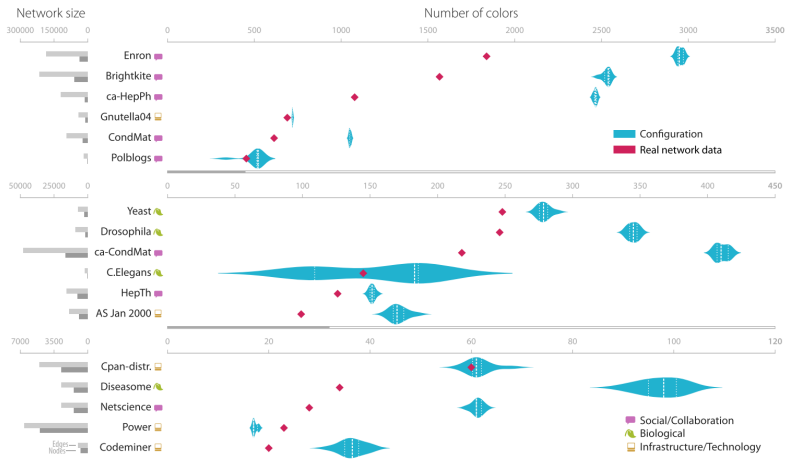 Network size Number of colors
300000 150000 0 0 500 1000 1500 2000 2500 3000 3500
Enron
Brightkite
ca-HepPh
Gnutella04
CondMat
Polblogs
Configuration
Real network data
50000 25000 0 0 50 100 150 200 250 300 350 400 450
Yeast
Drosophila
ca-CondMat
C.Elegans
HepTh
AS Jan 2000
7000 3500 0 0 20 40 60 80 100 120
Cpan-distr.
Diseasome
Netscience
Power
Codeminer
Edges
Nodes
Social/Collaboration
Biological
Infrastructure/Technology